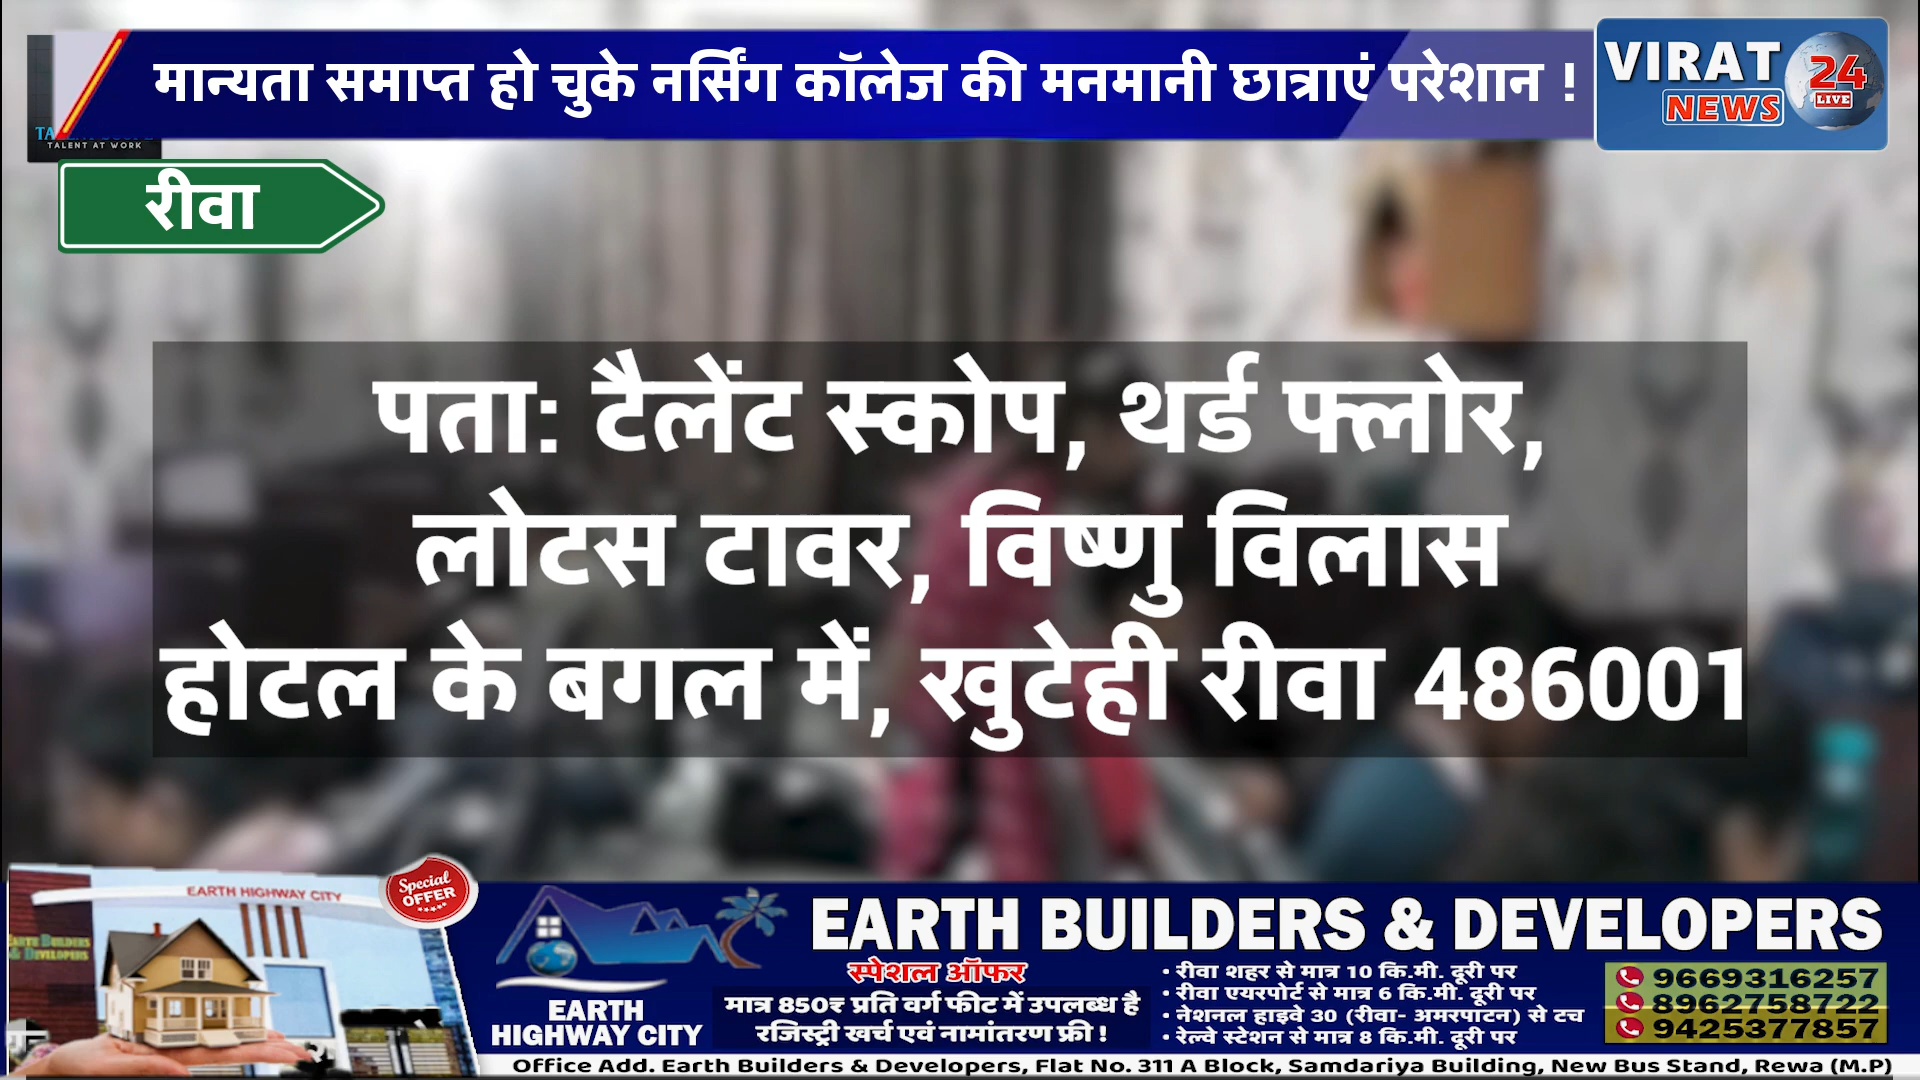 मान्यता समाप्त हो चुके नर्सिंग कॉलेज की मनमानी छात्राएं परेशान !
VIRAT
24
LIVE
NEWS
TALENT AT WORK
रीवा
पता: टैलेंट स्कोप, थर्ड फ्लोर,
लोटस टावर, विष्णु विलास
होटल के बगल में, खुटेही रीवा 486001
EARTH HIGHWAY CITY
Special
OFFER
EARTH BUILDERS
& DEVELOPERS
EARTH
HIGHWAY CITY
EARTH BUILDERS & DEVELOPERS
स्पेशल ऑफर
मात्र 850₹ प्रति वर्ग फीट में उपलब्ध है
रजिस्ट्री खर्च एवं नामांतरण फ्री !
• रीवा शहर से मात्र 10 कि.मी. दूरी पर
• रीवा एयरपोर्ट से मात्र 6 कि.मी. दूरी पर
• नेशनल हाइवे 30 (रीवा- अमरपाटन) से टच
• रेल्वे स्टेशन से मात्र 8 कि.मी. दूरी पर
9669316257
8962758722
9425377857
Office Add. Earth Builders & Developers, Flat No. 311 A Block, Samdariya Building, New Bus Stand, Rewa (M.P)